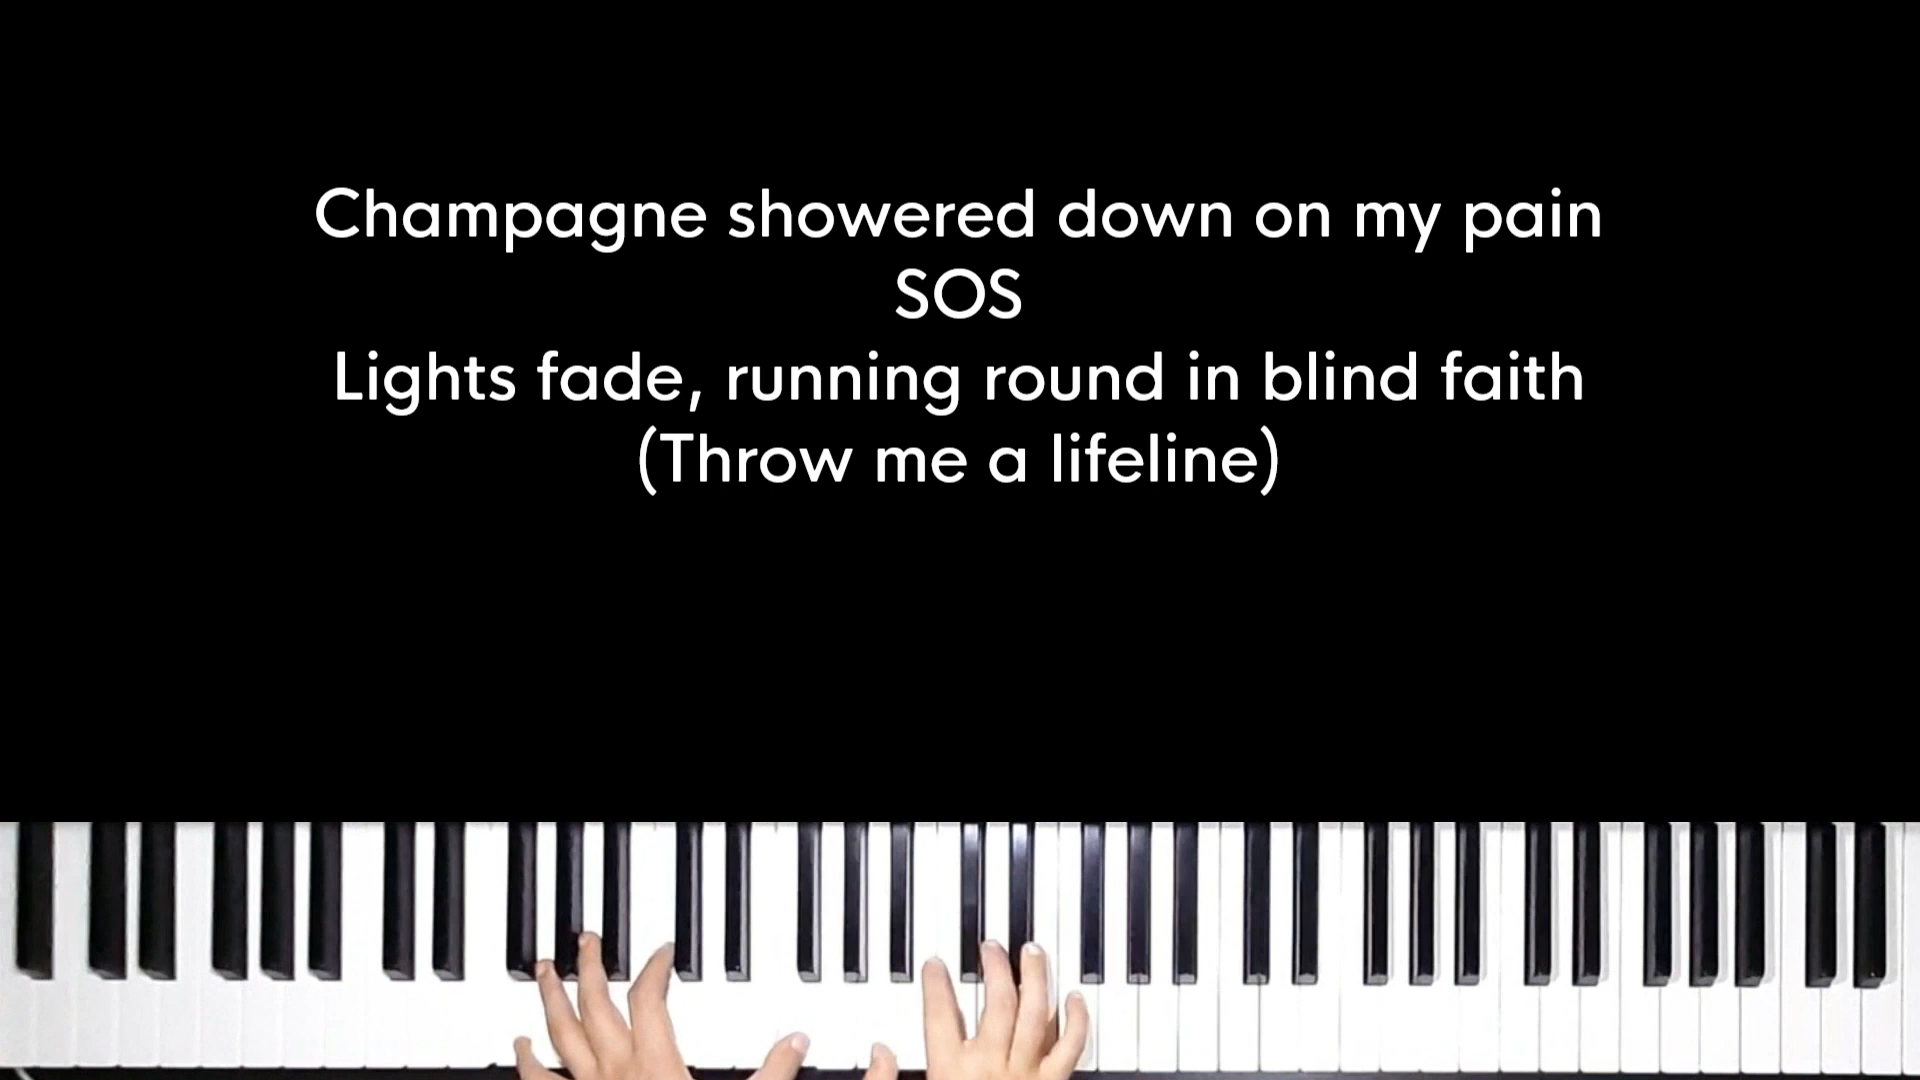 Champagne showered down on my pain
SOS
Lights fade, running round in blind faith
(Throw me a lifeline)